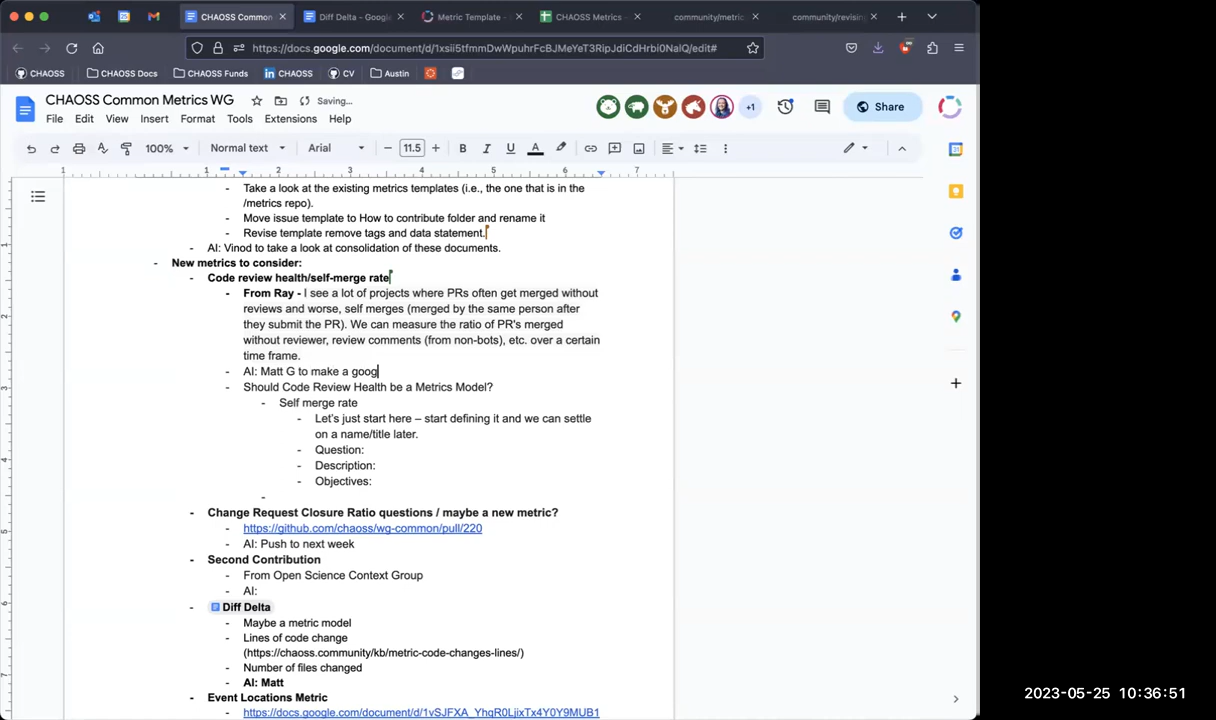 CHAOSS Common
Diff Delta - Google
Metric Template - 
CHAOSS Metrics -
community/metric
community/revising
https://docs.google.com/document/d/1xsii5tfmmDwWpuhrFcBJMeYeT3RipJdiCdHrbi0NalQ/edit#
CHAOSS
CHAOSS Docs
CHAOSS Funds
CHAOSS
CV
Austin
CHAOSS Common Metrics WG
Saving...
+1
Share
File Edit View Insert Format Tools Extensions Help
100%
Normal text
Arial
11.5
- Take a look at the existing metrics templates (i.e., the one that is in the
/metrics repo).
- Move issue template to How to contribute folder and rename it
- Revise template remove tags and data statement.
- AI: Vinod to take a look at consolidation of these documents.
- New metrics to consider:
- Code review health/self-merge rate
- From Ray - I see a lot of projects where PRs often get merged without
reviews and worse, self merges (merged by the same person after
they submit the PR). We can measure the ratio of PR's merged
without reviewer, review comments (from non-bots), etc. over a certain
time frame.
- AI: Matt G to make a goog
- Should Code Review Health be a Metrics Model?
- Self merge rate
- Let's just start here – start defining it and we can settle
on a name/title later.
- Question:
- Description:
- Objectives:
-
- Change Request Closure Ratio questions / maybe a new metric?
- https://github.com/chaoss/wg-common/pull/220
- AI: Push to next week
- Second Contribution
- From Open Science Context Group
- AI:
- Diff Delta
- Maybe a metric model
- Lines of code change
(https://chaoss.community/kb/metric-code-changes-lines/)
- Number of files changed
- AI: Matt
- Event Locations Metric
- https://docs.google.com/document/d/1vSJFXA_YhqR0LjixTx4Y0Y9MUB1
2023-05-25 10:36:51